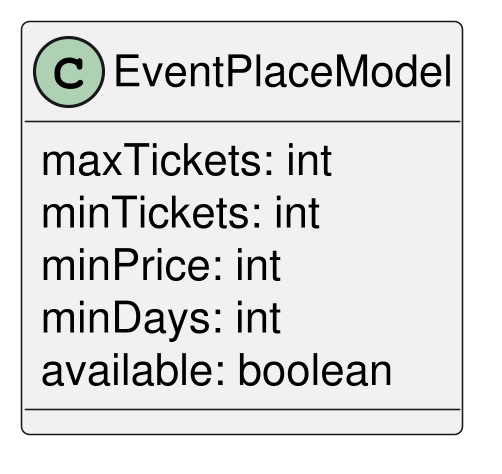 C EventPlaceModel
maxTickets: int
minTickets: int
minPrice: int
minDays: int
available: boolean